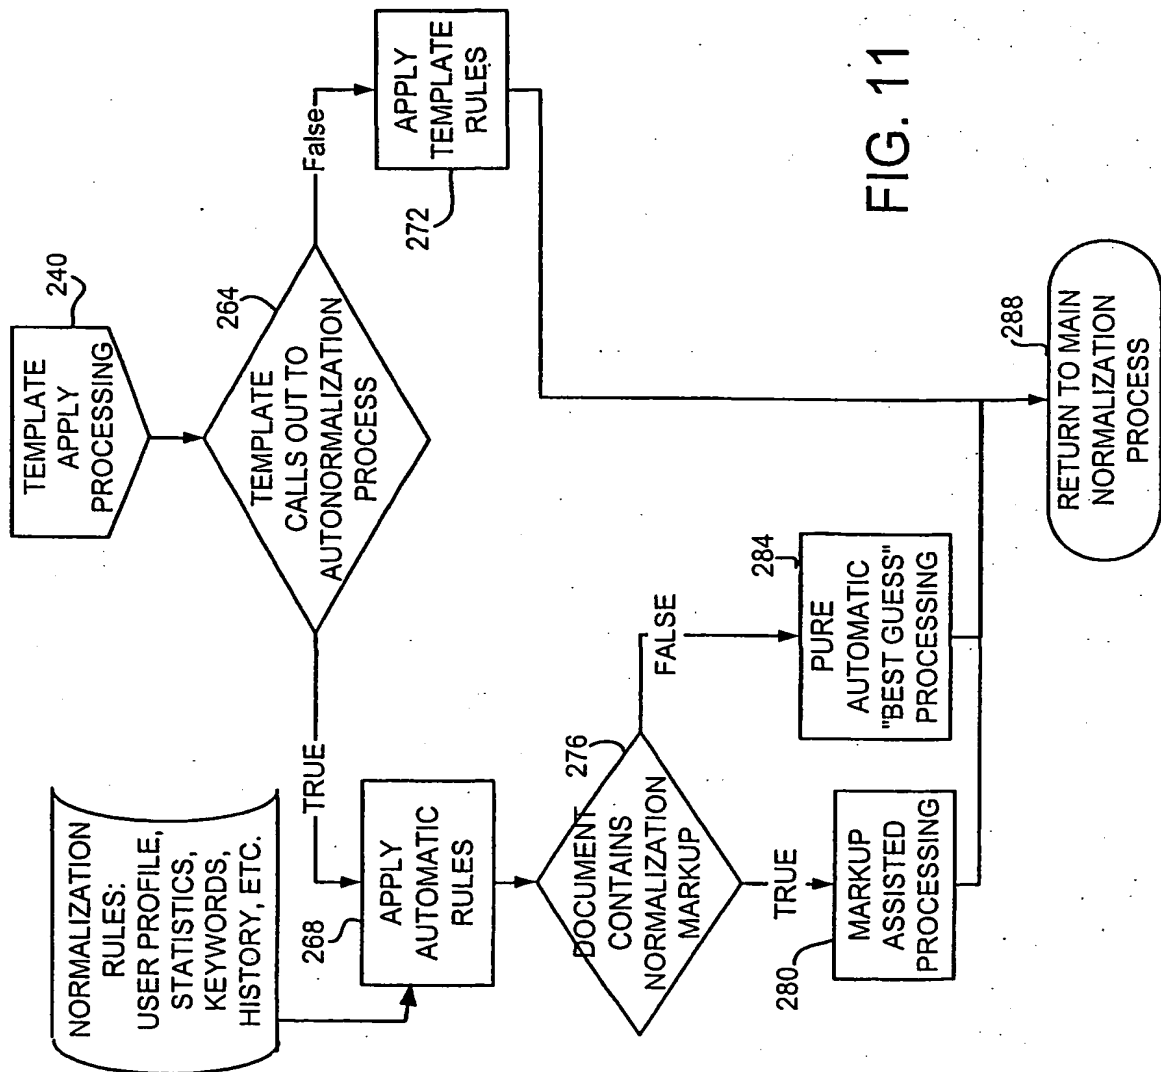 TEMPLATE
APPLY
PROCESSING
240
TEMPLATE
CALLS OUT TO
AUTONORMALIZATION
PROCESS
264
TRUE
False
NORMALIZATION
RULES:
USER PROFILE,
STATISTICS,
KEYWORDS,
HISTORY, ETC.
APPLY
AUTOMATIC
RULES
268
APPLY
TEMPLATE
RULES
272
DOCUMENT
CONTAINS
NORMALIZATION
MARKUP
276
TRUE
FALSE
MARKUP
ASSISTED
PROCESSING
280
PURE
AUTOMATIC
"BEST GUESS"
PROCESSING
284
RETURN TO MAIN
NORMALIZATION
PROCESS
288
FIG. 11